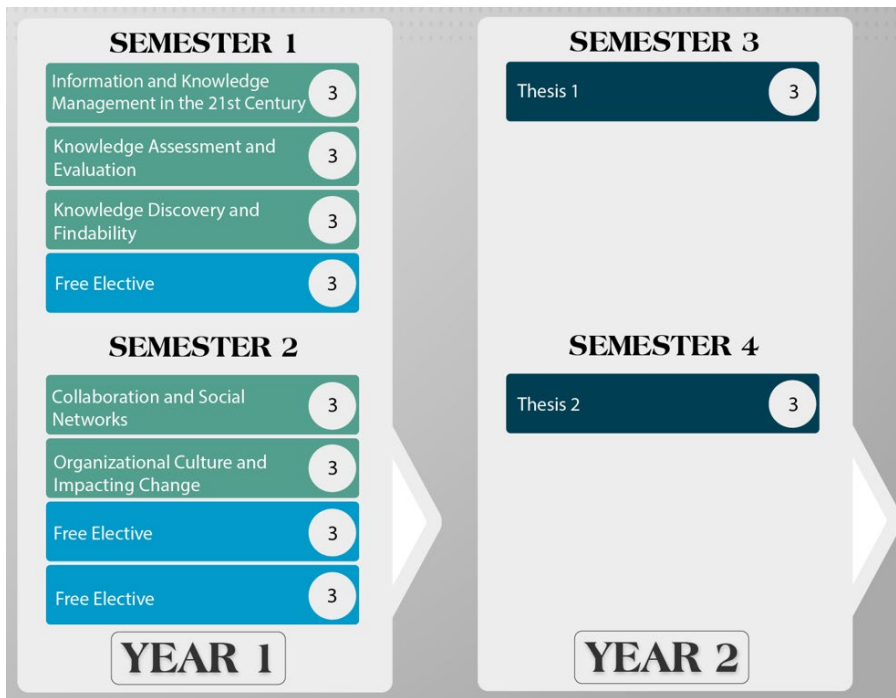 SEMESTER 1
Information and Knowledge
Management in the 21st Century
3
Knowledge Assessment and
Evaluation
3
Knowledge Discovery and
Findability
3
Free Elective
3
SEMESTER 2
Collaboration and Social
Networks
3
Organizational Culture and
Impacting Change
3
Free Elective
3
Free Elective
3
YEAR 1
SEMESTER 3
Thesis 1
3
SEMESTER 4
Thesis 2
3
YEAR 2